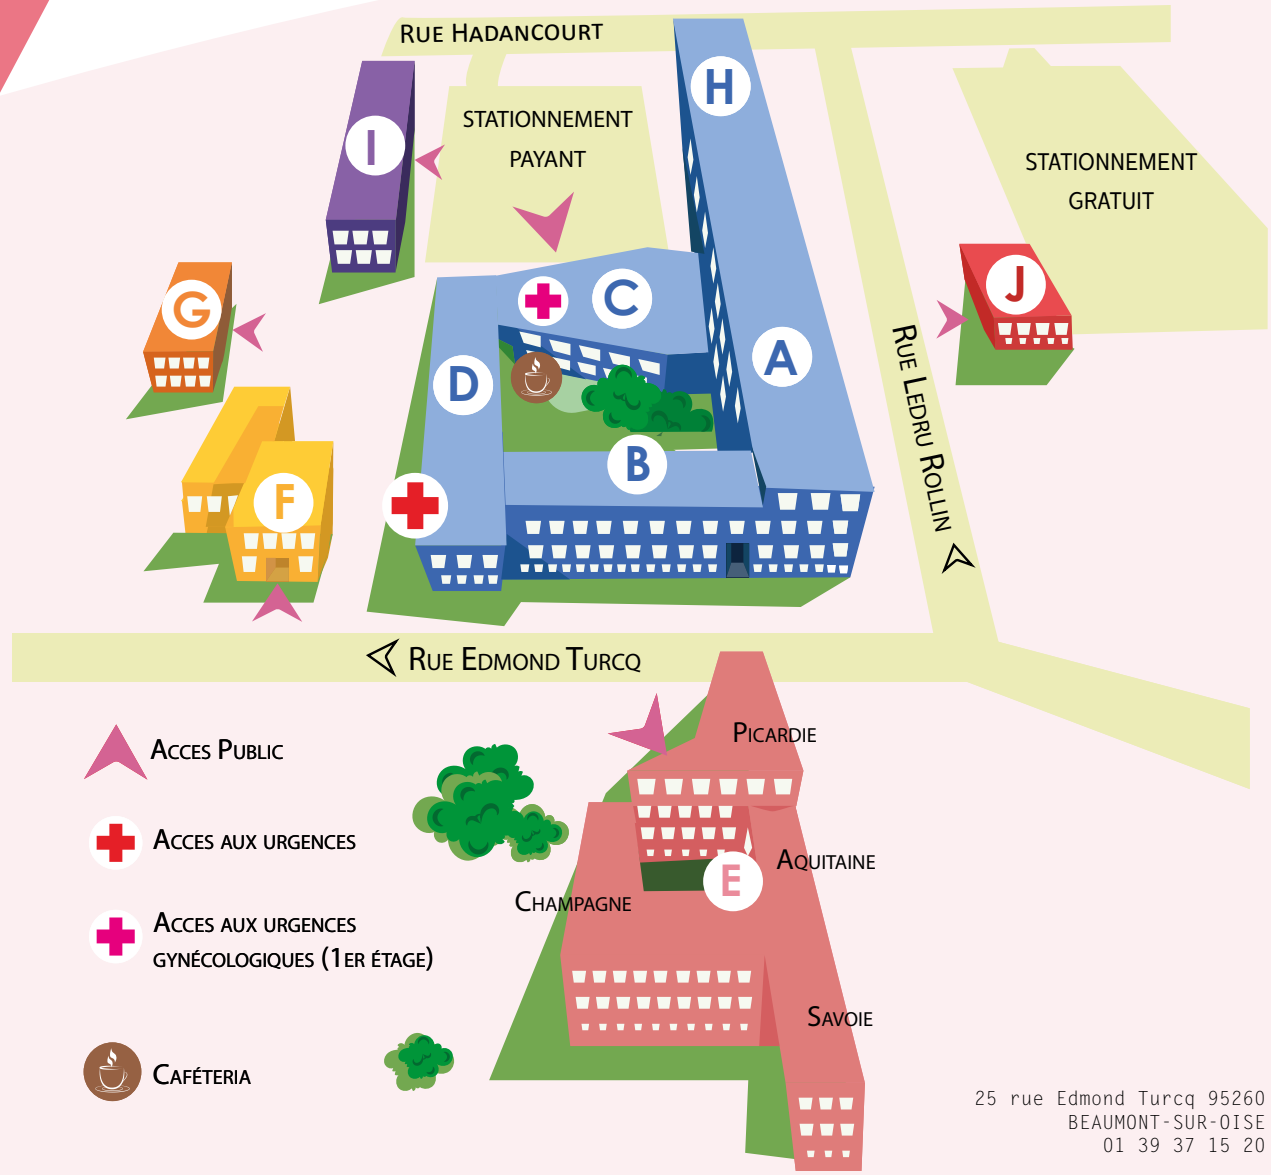 RUE HADANCOURT
H
STATIONNEMENT
PAYANT
I
STATIONNEMENT
GRATUIT
G
C
J
A
D
RUE LEDRU ROLLIN
B
F
RUE EDMOND TURCQ
PICARDIE
ACCES PUBLIC
ACCES AUX URGENCES
AQUITAINE
E
CHAMPAGNE
ACCES AUX URGENCES
GYNÉCOLOGIQUES (1ER ÉTAGE)
SAVOIE
CAFÉTERIA
25 rue Edmond Turcq 95260
BEAUMONT-SUR-OISE
01 39 37 15 20